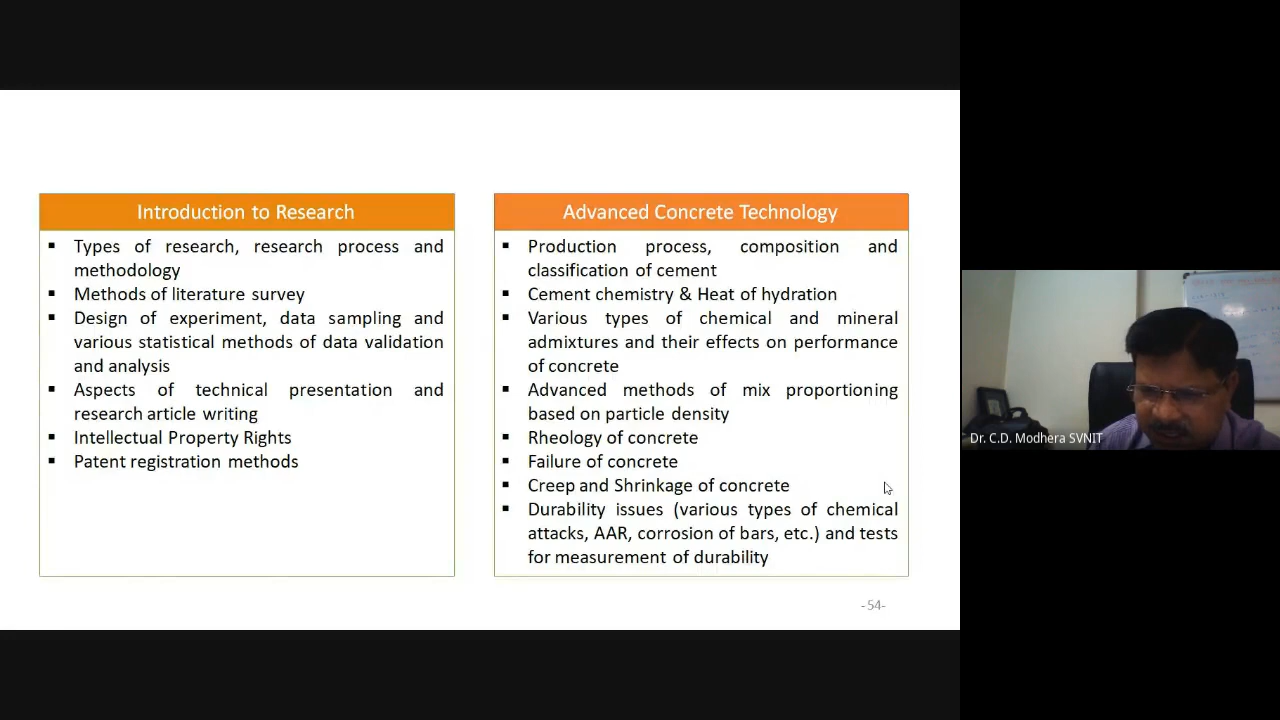 Introduction to Research
▪ Types of research, research process and
methodology
▪ Methods of literature survey
▪ Design of experiment, data sampling and
various statistical methods of data validation
and analysis
▪ Aspects of technical presentation and
research article writing
▪ Intellectual Property Rights
▪ Patent registration methods
Advanced Concrete Technology
▪ Production process, composition and
classification of cement
▪ Cement chemistry & Heat of hydration
▪ Various types of chemical and mineral
admixtures and their effects on performance
of concrete
▪ Advanced methods of mix proportioning
based on particle density
▪ Rheology of concrete
▪ Failure of concrete
▪ Creep and Shrinkage of concrete
▪ Durability issues (various types of chemical
attacks, AAR, corrosion of bars, etc.) and tests
for measurement of durability
-54-
Dr. C.D. Modhera SVNIT